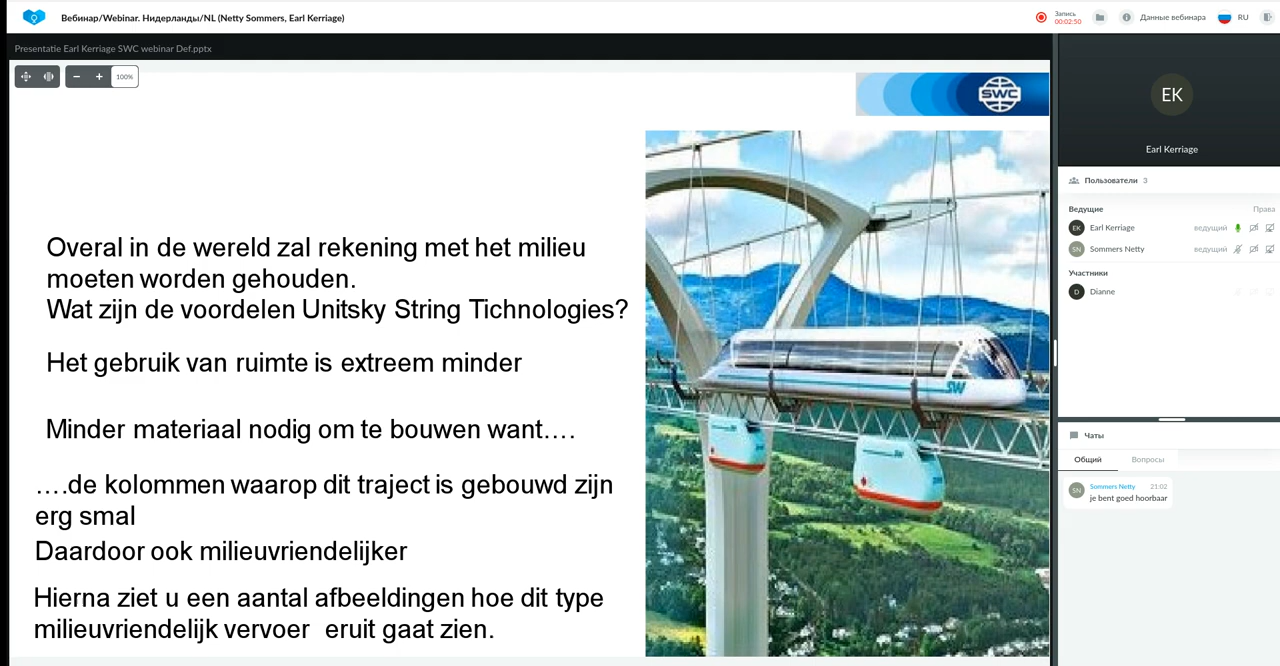 Вебинар/Webinar. Нидерланды/NL (Netty Sommers, Earl Kerriage)
Запись
00:02:50
Данные вебинара
RU
Presentatie Earl Kerriage SWC webinar Def.pptx
100%
SWC
Overal in de wereld zal rekening met het milieu
moeten worden gehouden.
Wat zijn de voordelen Unitsky String Tichnologies?
Het gebruik van ruimte is extreem minder
Minder materiaal nodig om te bouwen want….
….de kolommen waarop dit traject is gebouwd zijn
erg smal
Daardoor ook milieuvriendelijker
Hierna ziet u een aantal afbeeldingen hoe dit type
milieuvriendelijk vervoer eruit gaat zien.
SW
EK
Earl Kerriage
Пользователи 3
Ведущие Права
EK Earl Kerriage ведущий
SN Sommers Netty ведущий
Участники
D Dianne
Чаты
Общий Вопросы
SN Sommers Netty 21:02
je bent goed hoorbaar